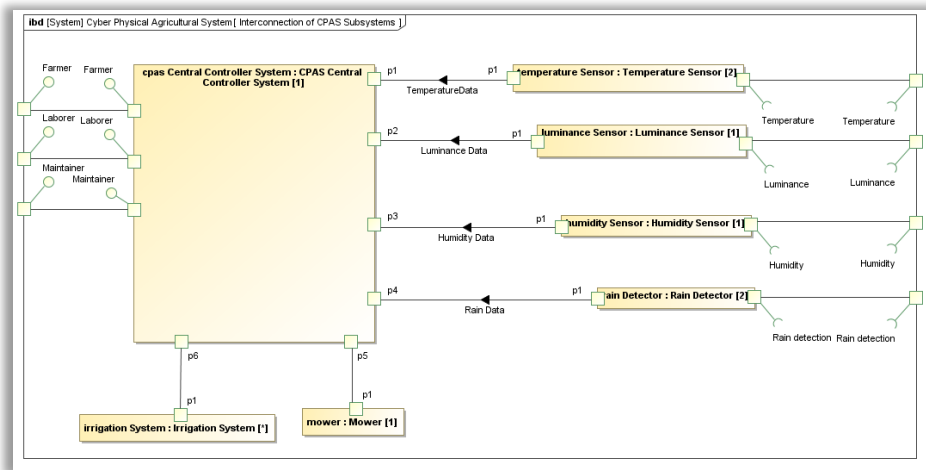 ibd [System] Cyber Physical Agricultural System [ Interconnection of CPAS Subsystems ]
Farmer
Farmer
cpas Central Controller System : CPAS Central
Controller System [1]
p1
p1
temperature Sensor : Temperature Sensor [2]
TemperatureData
Temperature
Temperature
Laborer
Laborer
p2
p1
luminance Sensor : Luminance Sensor [1]
Luminance Data
Luminance
Luminance
Maintainer
Maintainer
p3
p1
humidity Sensor : Humidity Sensor [1]
Humidity Data
Humidity
Humidity
p4
p1
rain Detector : Rain Detector [2]
Rain Data
Rain detection
Rain detection
p6
p5
p1
p1
irrigation System : Irrigation System [*]
mower : Mower [1]